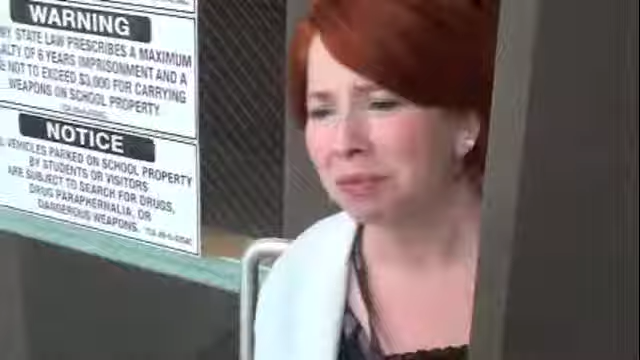 WARNING
STATE LAW PRESCRIBES A MAXIMUM
OF 6 YEARS IMPRISONMENT AND A
NOT TO EXCEED $3,000 FOR CARRYING
WEAPONS ON SCHOOL PROPERTY
NOTICE
VEHICLES PARKED ON SCHOOL PROPERTY
BY STUDENTS OR VISITORS
ARE SUBJECT TO SEARCH FOR DRUGS,
DRUG PARAPHERNALIA, OR
DANGEROUS WEAPONS.